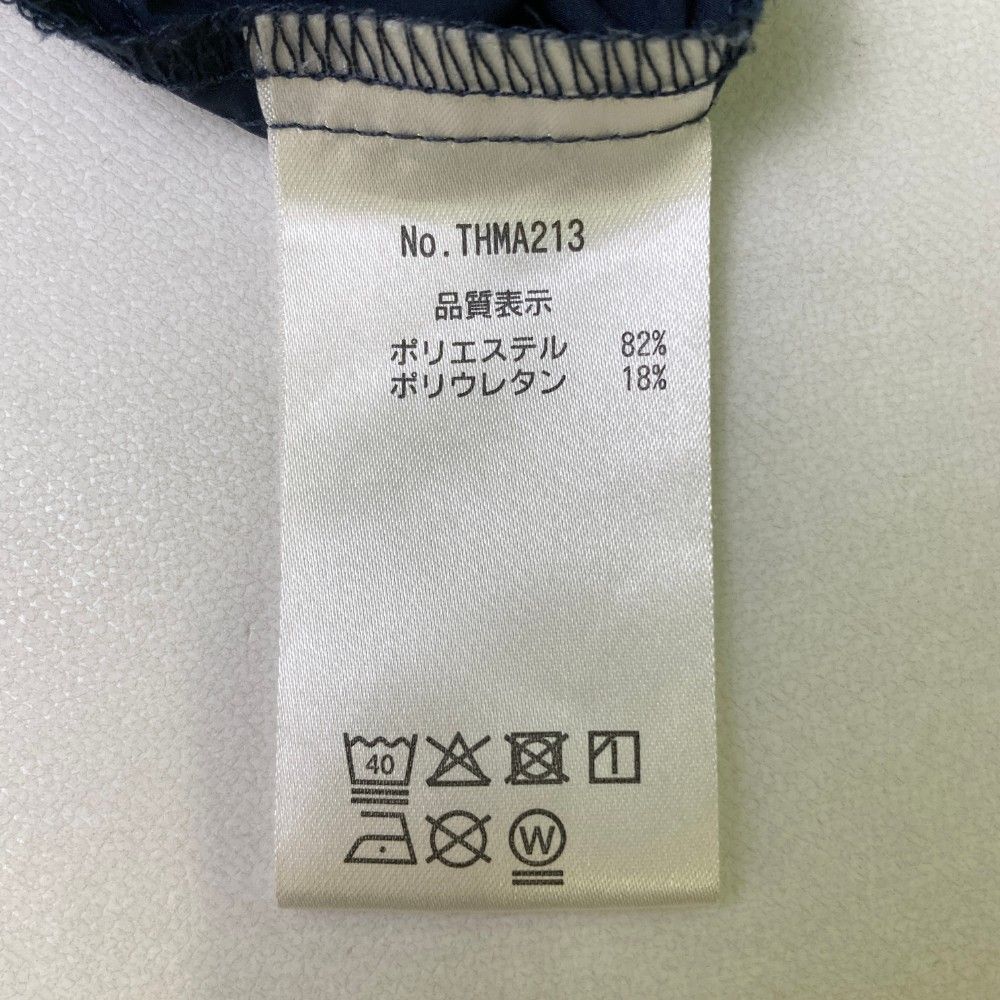 No.THMA213
品質表示
ポリエステル 82%
ポリウレタン 18%
40
W